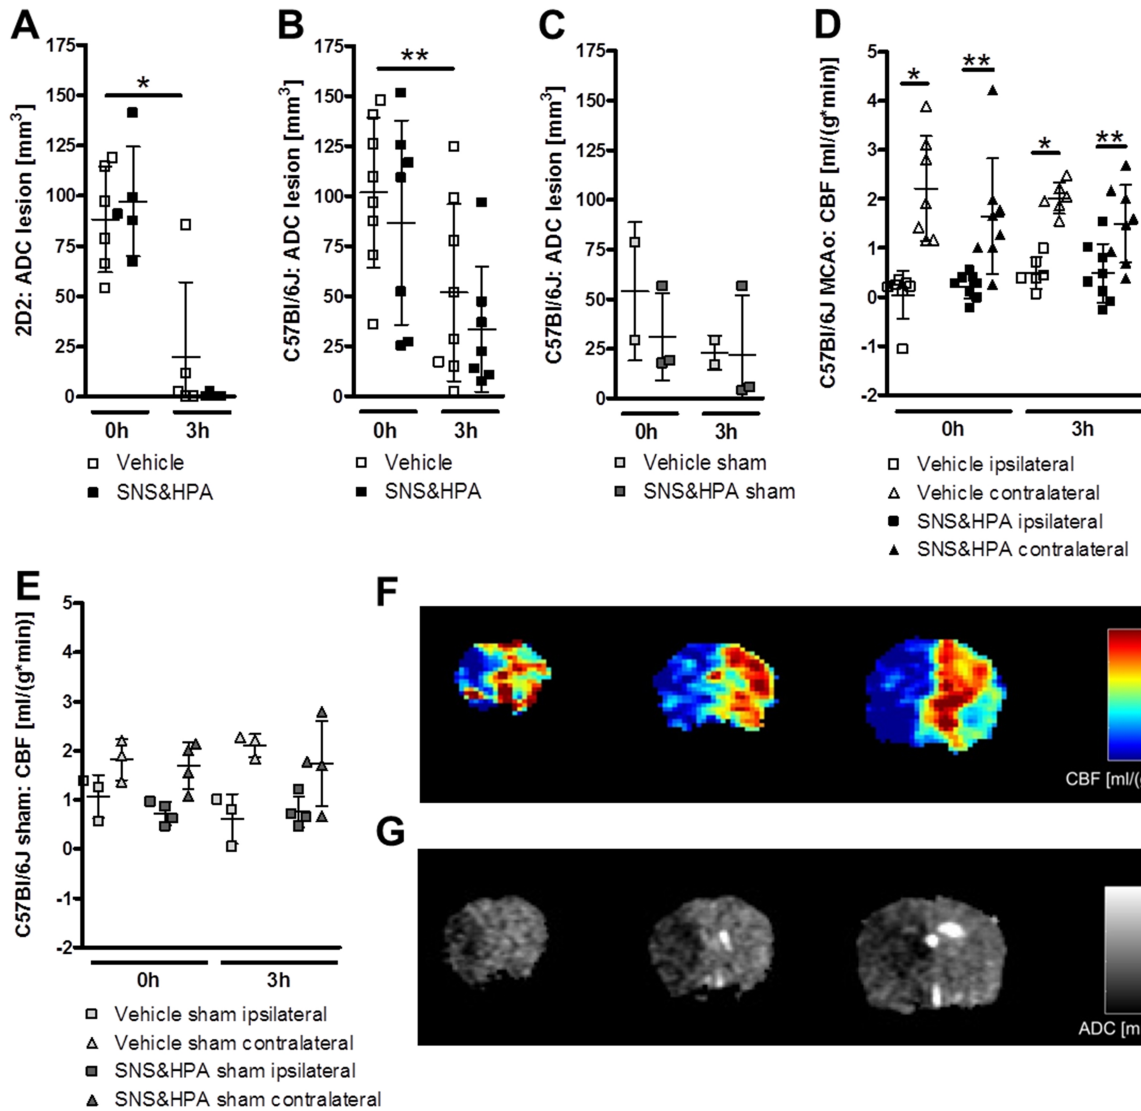 A
2D2: ADC lesion [mm3]
175
150
125
100
75
50
25
0
*
0h
3h
Vehicle
SNS&HPA
B
C57Bl/6J: ADC lesion [mm3]
175
150
125
100
75
50
25
0
**
0h
3h
Vehicle
SNS&HPA
C
C57Bl/6J: ADC lesion [mm3]
175
150
125
100
75
50
25
0
0h
3h
Vehicle sham
SNS&HPA sham
D
C57Bl/6J MCAo: CBF [ml/(g*min)]
5
4
3
2
1
0
-1
-2
*
**
*
**
0h
3h
Vehicle ipsilateral
Vehicle contralateral
SNS&HPA ipsilateral
SNS&HPA contralateral
E
C57Bl/6J sham: CBF [ml/(g*min)]
5
4
3
2
1
0
-1
-2
0h
3h
Vehicle sham ipsilateral
Vehicle sham contralateral
SNS&HPA sham ipsilateral
SNS&HPA sham contralateral
F
CBF [ml/(
G
ADC [m